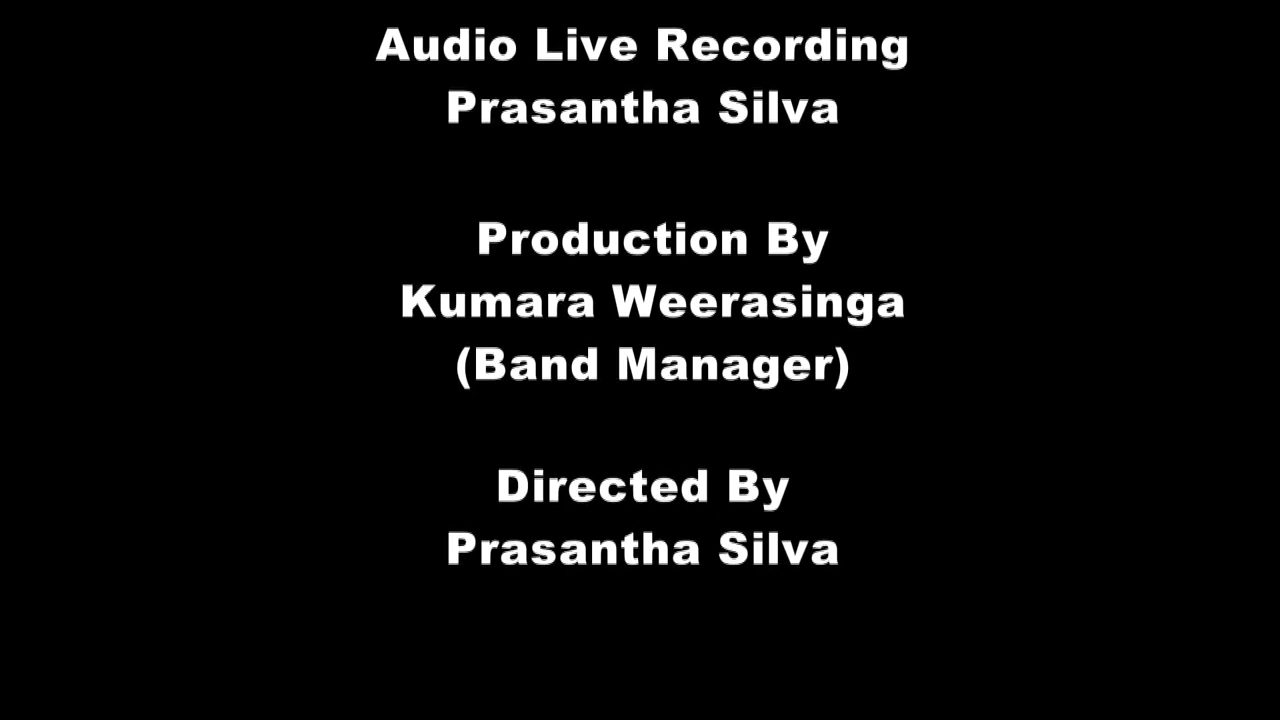 Audio Live Recording
Prasantha Silva
Production By
Kumara Weerasinga
(Band Manager)
Directed By
Prasantha Silva